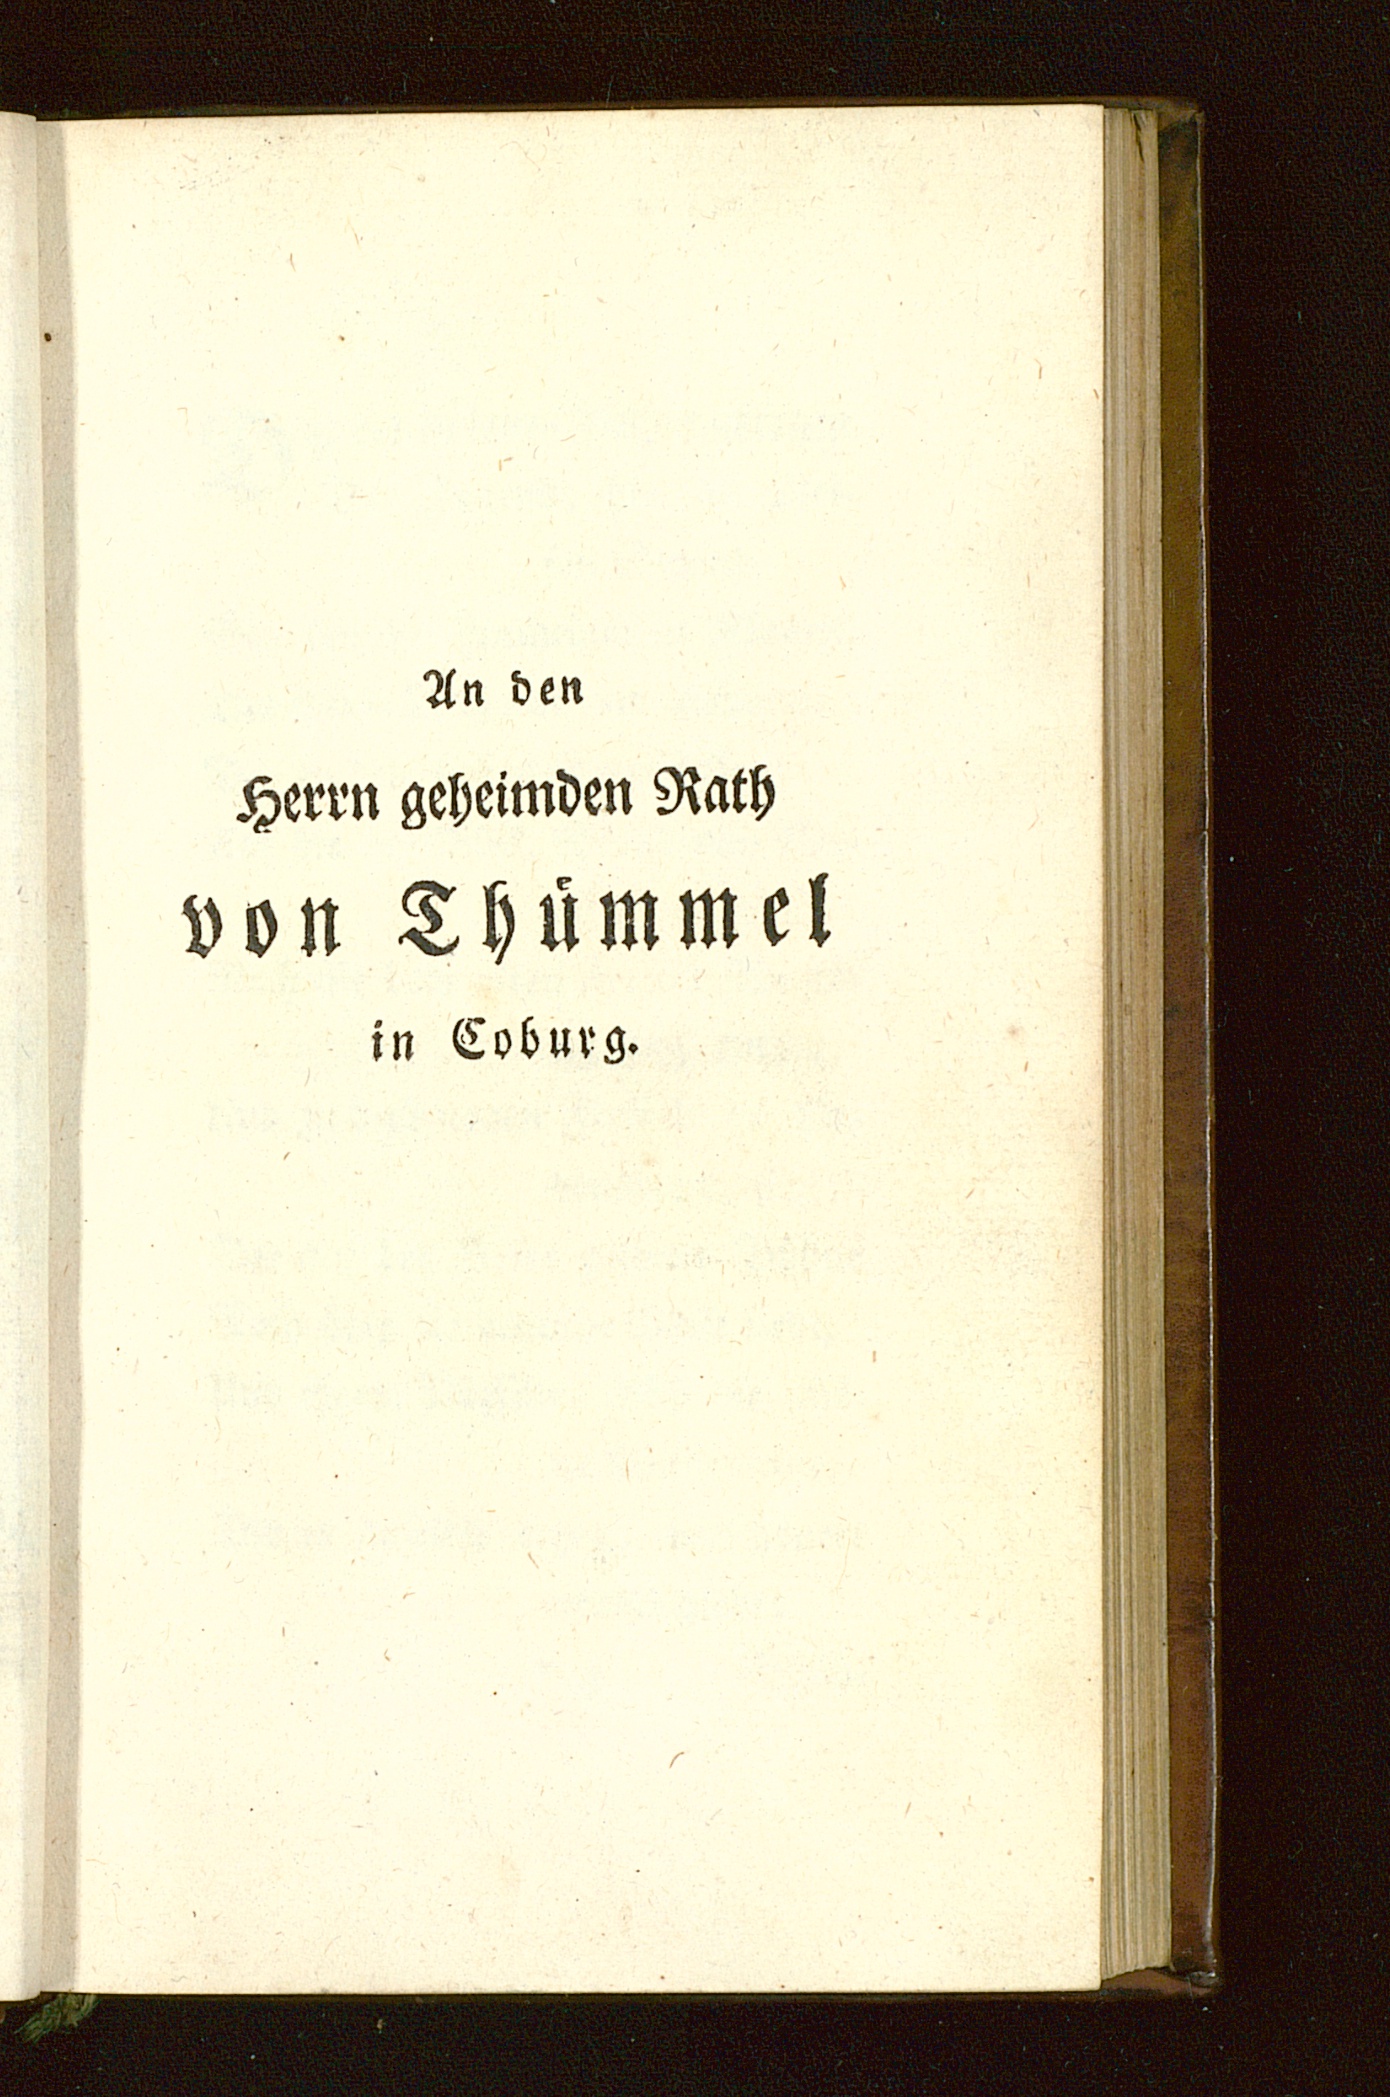 An den
Herrn geheimden Rath
von Thümmel
in Coburg.